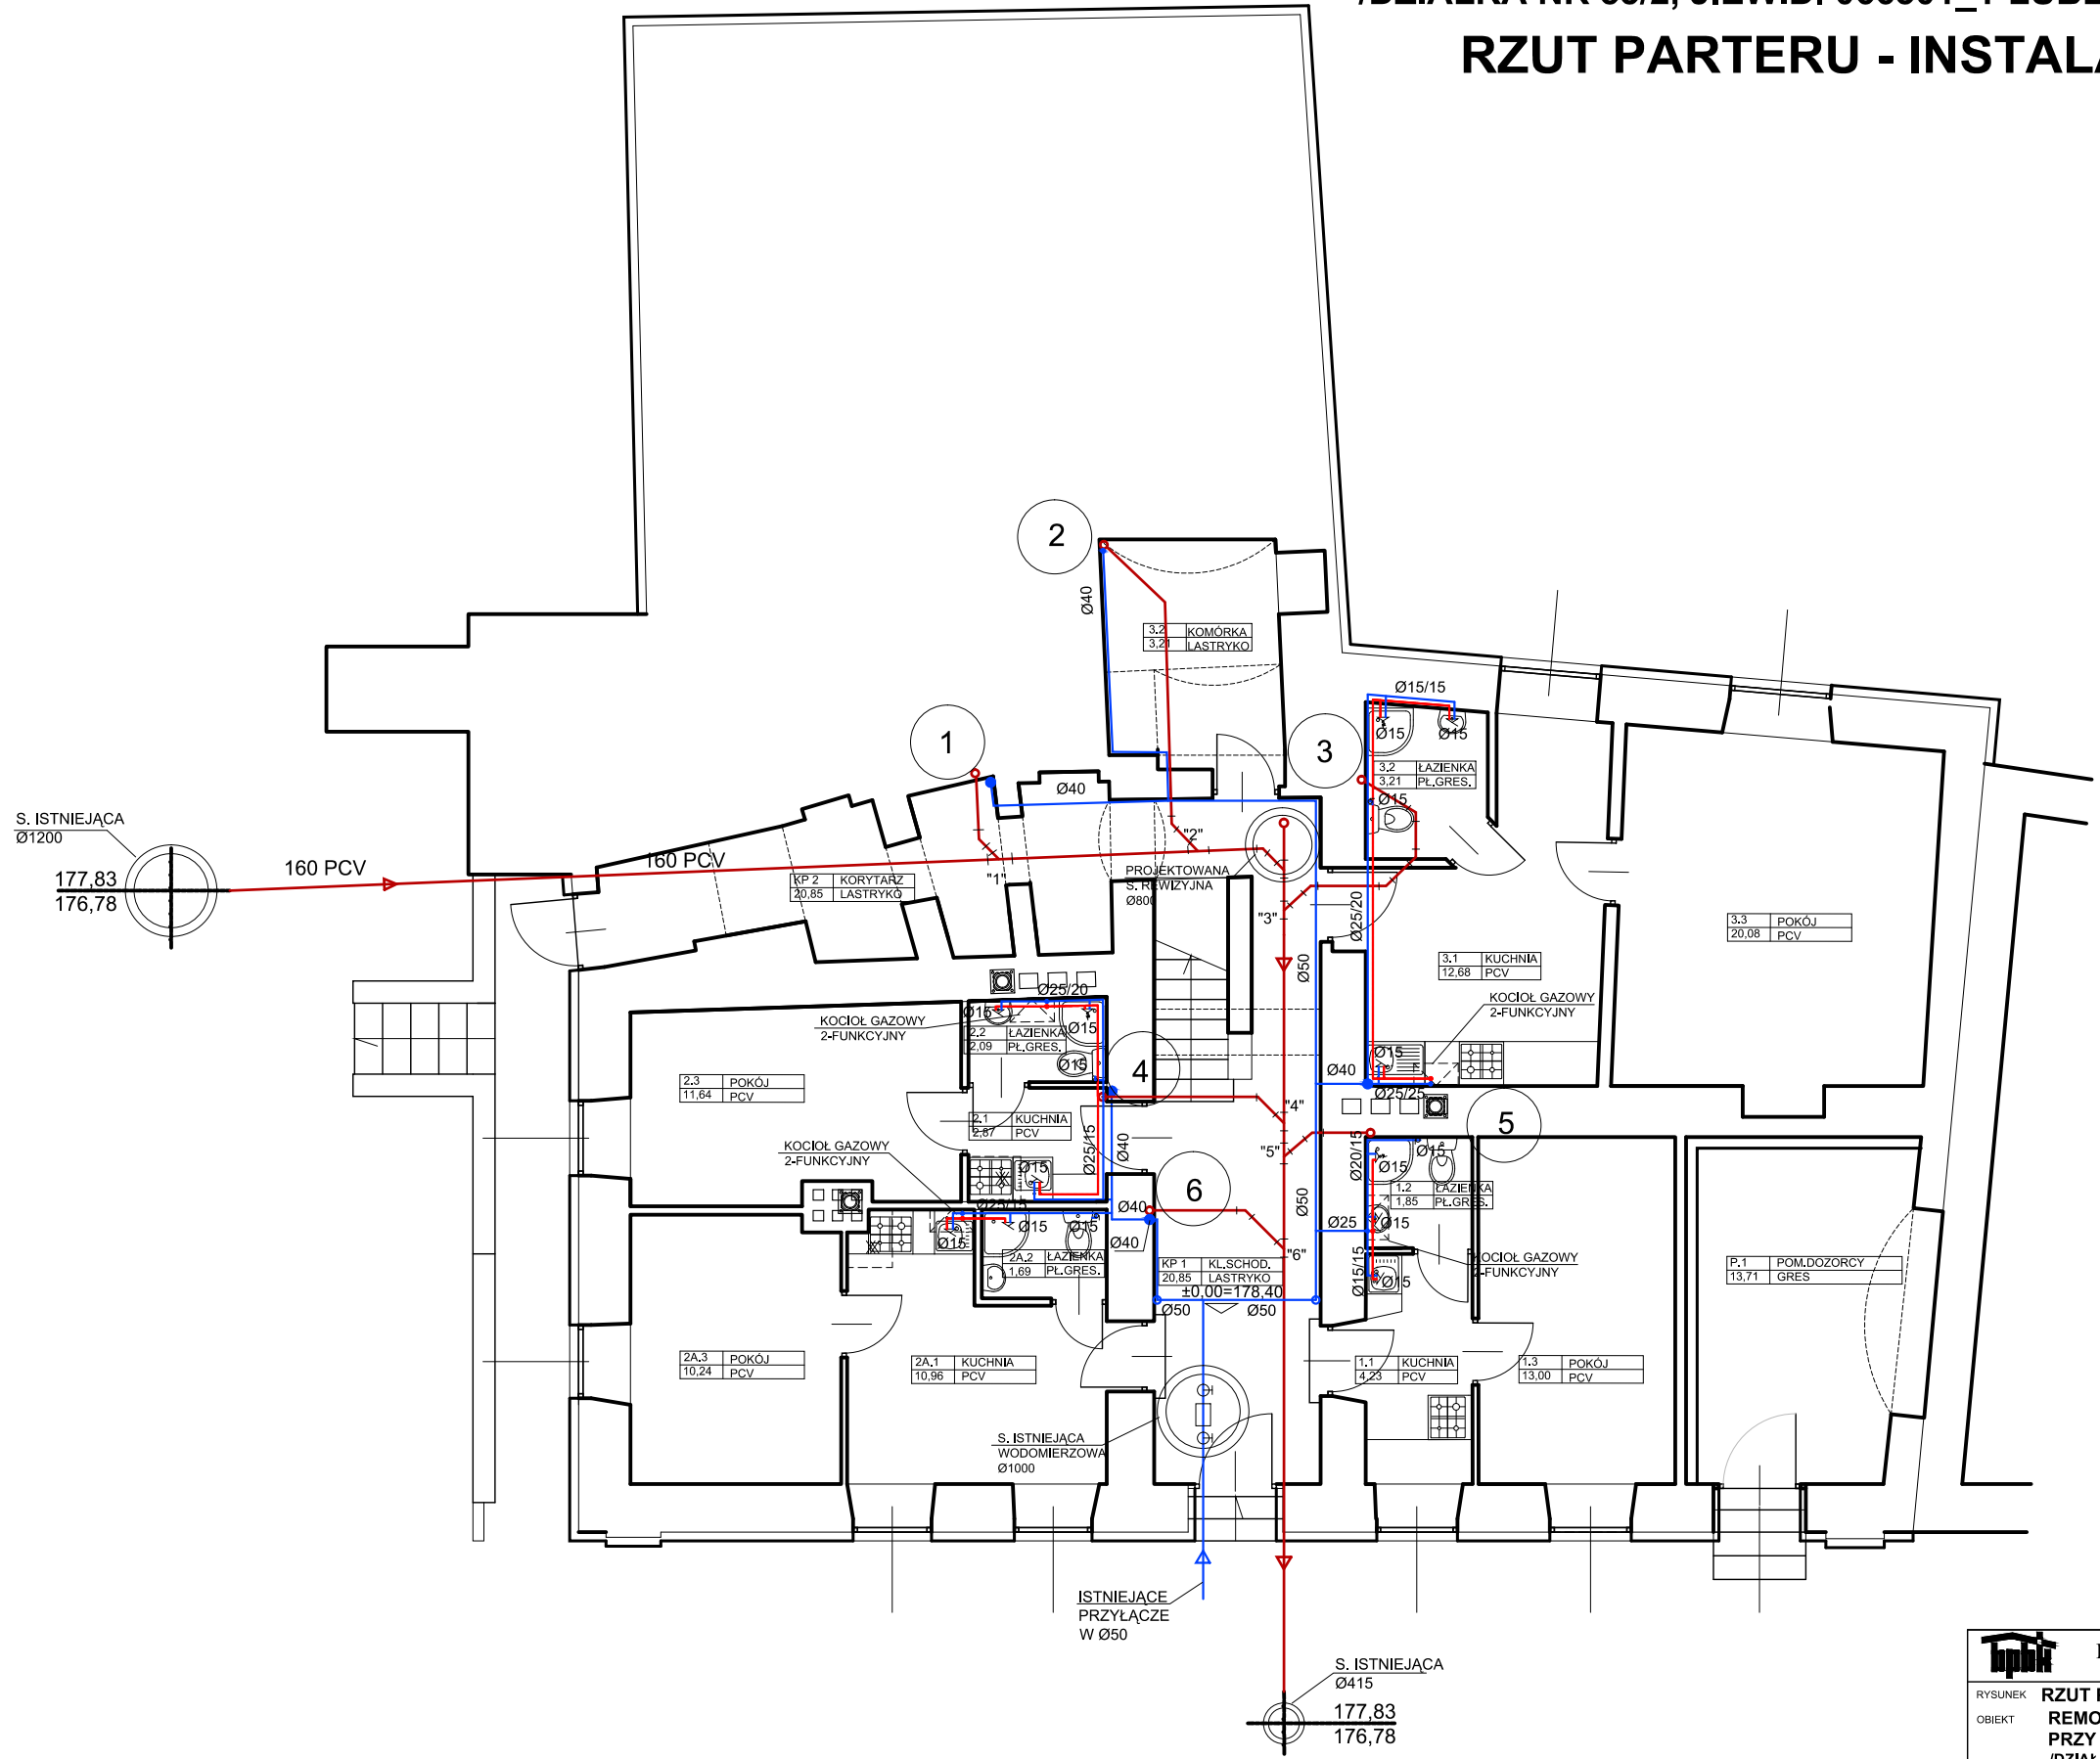 RZUT PARTERU - INSTALA
2
Ø40
3.2 KOMÓRKA
3,21 LASTRYKO
Ø15/15
1
3
Ø15
Ø15
3.2 ŁAZIENKA
3,21 PŁ.GRES.
Ø15
Ø40
S. ISTNIEJĄCA
Ø1200
177,83
176,78
160 PCV
160 PCV
"1"
"2"
KP 2 KORYTARZ
20,85 LASTRYKO
PROJEKTOWANA
S. REWIZYJNA
Ø800
"3"
Ø25/20
Ø50
3.3 POKÓJ
20,08 PCV
3.1 KUCHNIA
12,68 PCV
KOCIOŁ GAZOWY
2-FUNKCYJNY
KOCIOŁ GAZOWY
2-FUNKCYJNY
Ø25/20
Ø15
Ø15
2.2 ŁAZIENKA
2,09 PŁ.GRES.
Ø15
4
Ø40
Ø15
Ø25/25
5
2.3 POKÓJ
11,64 PCV
2.1 KUCHNIA
2,67 PCV
"4"
"5"
Ø25/15
Ø40
KOCIOŁ GAZOWY
2-FUNKCYJNY
Ø15
Ø20/15
Ø15
Ø15
1.2 ŁAZIENKA
1,85 PŁ.GRES.
6
Ø25/15
Ø15
Ø15
Ø15
Ø40
Ø40
Ø50
Ø25
Ø15
"6"
2A.2 ŁAZIENKA
1,69 PŁ.GRES.
KP 1 KL.SCHOD.
20,85 LASTRYKO
±0,00=178,40
Ø50
Ø50
Ø15/15
Ø15
KOCIOŁ GAZOWY
2-FUNKCYJNY
P.1 POM.DOZORCY
13,71 GRES
2A.3 POKÓJ
10,24 PCV
2A.1 KUCHNIA
10,96 PCV
1.1 KUCHNIA
4,23 PCV
1.3 POKÓJ
13,00 PCV
S. ISTNIEJĄCA
WODOMIERZOWA
Ø1000
ISTNIEJĄCE
PRZYŁĄCZE
W Ø50
S. ISTNIEJĄCA
Ø415
177,83
176,78
bpbk
RYSUNEK RZUT
OBIEKT REMO
PRZY